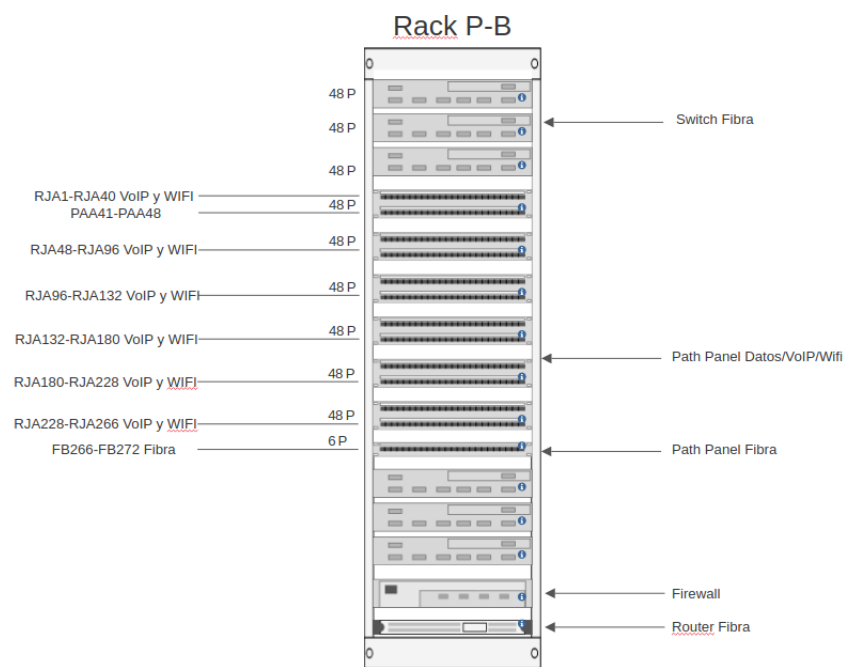 Rack P-B
48 P
48 P
Switch Fibra
48 P
RJA1-RJA40 VoIP y WIFI
PAA41-PAA48
48 P
RJA48-RJA96 VoIP y WIFI
48 P
RJA96-RJA132 VoIP y WIFI
48 P
RJA132-RJA180 VoIP y WIFI
48 P
Path Panel Datos/VoIP/Wifi
RJA180-RJA228 VoIP y WIFI
48 P
RJA228-RJA266 VoIP y WIFI
48 P
FB266-FB272 Fibra
6 P
Path Panel Fibra
Firewall
Router Fibra